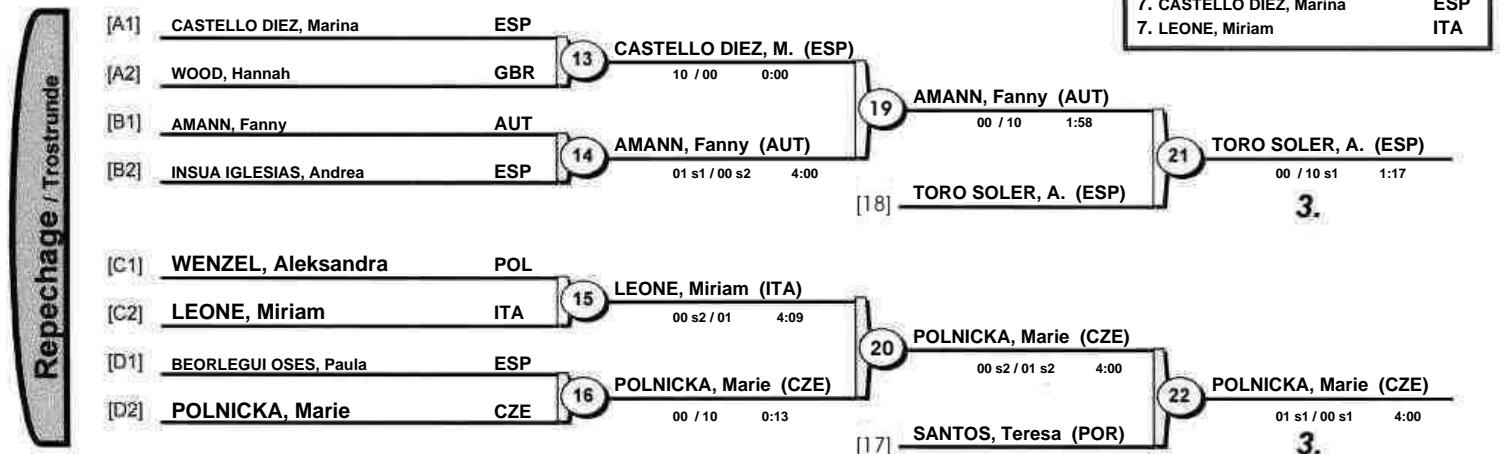 7. CASTELLO DIEZ, Marina ESP
7. LEONE, Miriam ITA
Repechage / Trostrunde
[A1] CASTELLO DIEZ, Marina ESP
13 CASTELLO DIEZ, M. (ESP)
[A2] WOOD, Hannah GBR
10 / 00 0:00
19 AMANN, Fanny (AUT)
00 / 10 1:58
[B1] AMANN, Fanny AUT
14 AMANN, Fanny (AUT)
[B2] INSUA IGLESIAS, Andrea ESP
01 s1 / 00 s2 4:00
21 TORO SOLER, A. (ESP)
00 / 10 s1 1:17
[18] TORO SOLER, A. (ESP)
3.
[C1] WENZEL, Aleksandra POL
15 LEONE, Miriam (ITA)
[C2] LEONE, Miriam ITA
00 s2 / 01 4:09
20 POLNICKA, Marie (CZE)
00 s2 / 01 s2 4:00
[D1] BEORLEGUI OSES, Paula ESP
16 POLNICKA, Marie (CZE)
[D2] POLNICKA, Marie CZE
00 / 10 0:13
22 POLNICKA, Marie (CZE)
01 s1 / 00 s1 4:00
[17] SANTOS, Teresa (POR)
3.